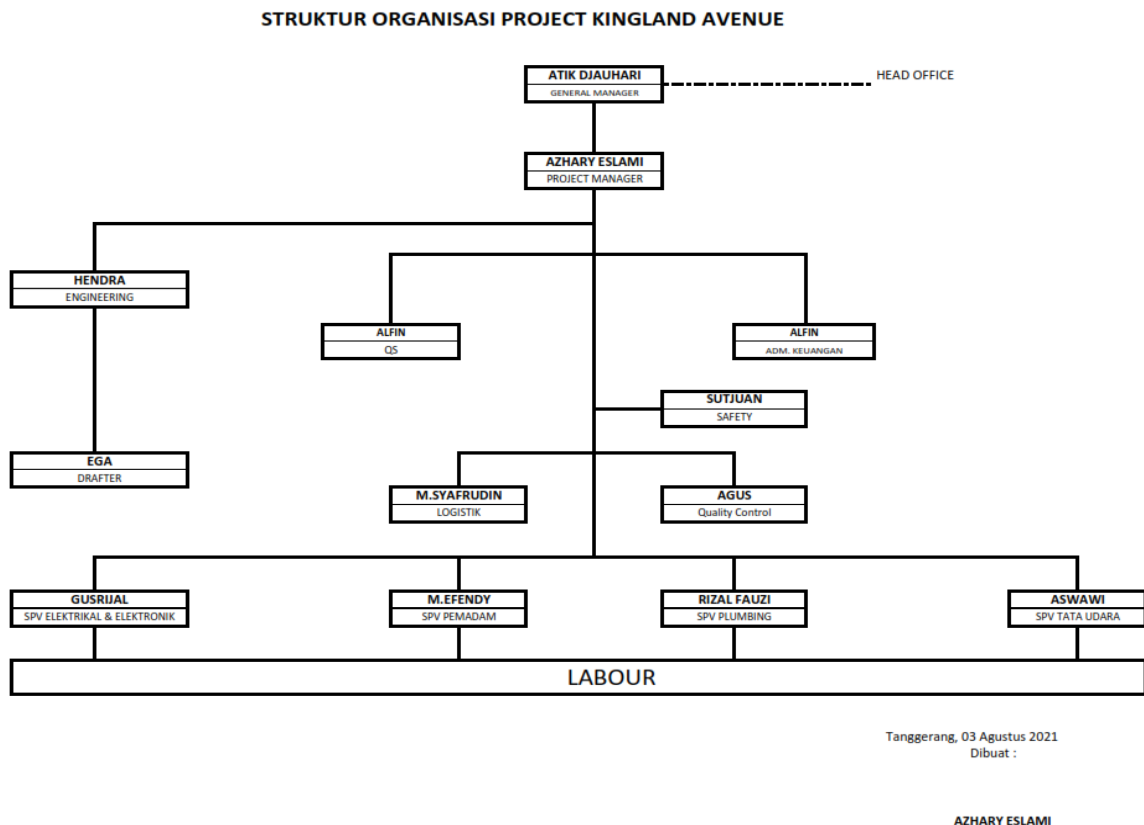 STRUKTUR ORGANISASI PROJECT KINGLAND AVENUE
ATIK DJAUHARI
GENERAL MANAGER
HEAD OFFICE
AZHARY ESLAMI
PROJECT MANAGER
HENDRA
ENGINEERING
ALFIN
QS
ALFIN
ADM. KEUANGAN
SUTJUAN
SAFETY
EGA
DRAFTER
M.SYAFRUDIN
LOGISTIK
AGUS
Quality Control
GUSRIJAL
SPV ELEKTRIKAL & ELEKTRONIK
M.EFENDY
SPV PEMADAM
RIZAL FAUZI
SPV PLUMBING
ASWAWI
SPV TATA UDARA
LABOUR
Tanggerang, 03 Agustus 2021
Dibuat :
AZHARY ESLAMI